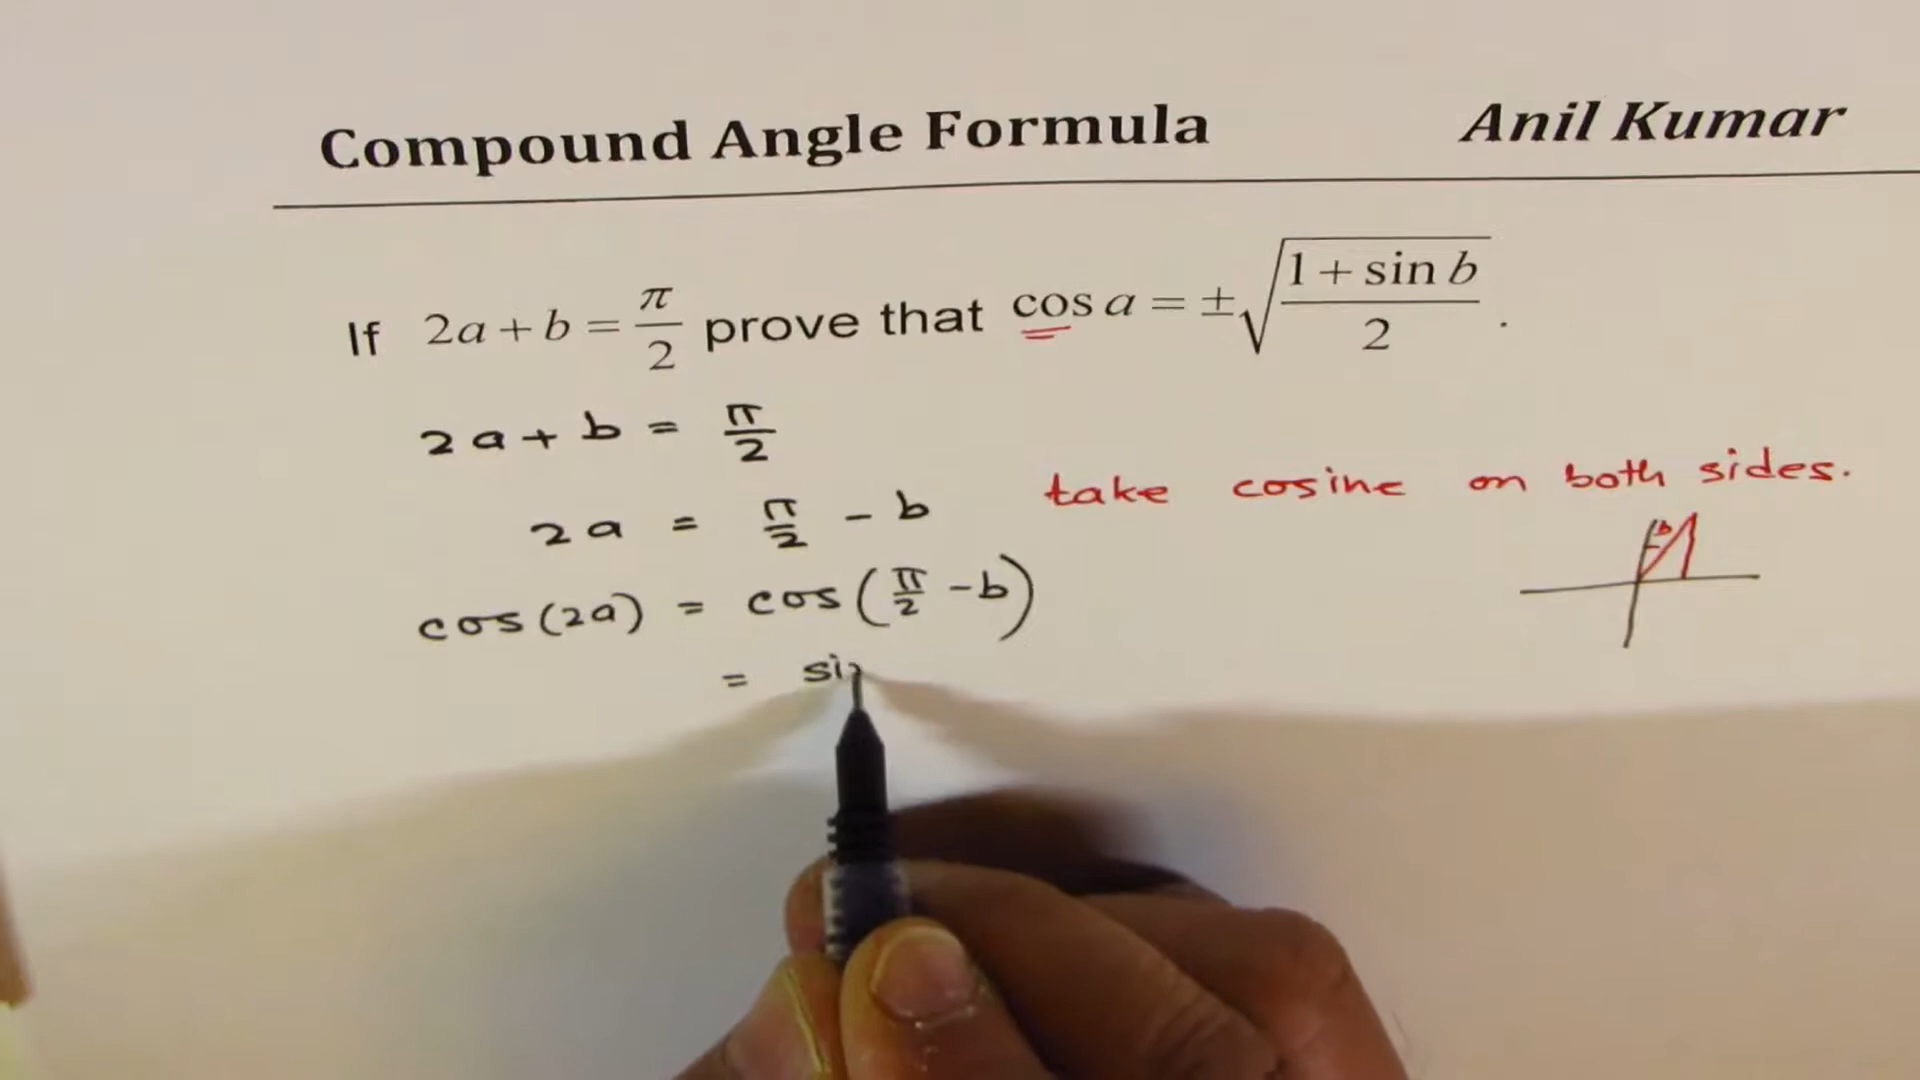 Compound Angle Formula Anil Kumar
If 2a + b = π/2 prove that cos a = ±√((1 + sin b)/2) .
2a + b = π/2
2a = π/2 - b take cosine on both sides.
b
cos(2a) = cos(π/2 - b)
= sin